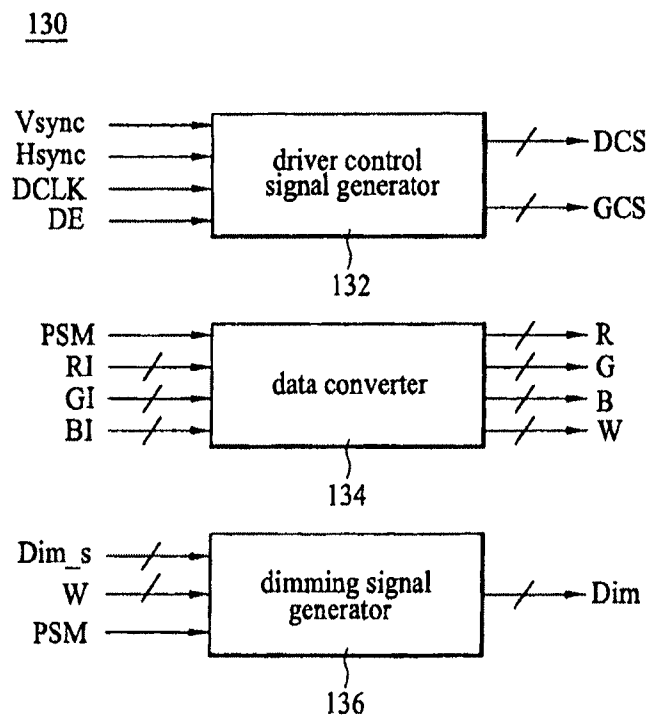 130
Vsync
Hsync
DCLK
DE
driver control
signal generator
DCS
GCS
132
PSM
RI
GI
BI
data converter
R
G
B
W
134
Dim_s
W
PSM
dimming signal
generator
Dim
136